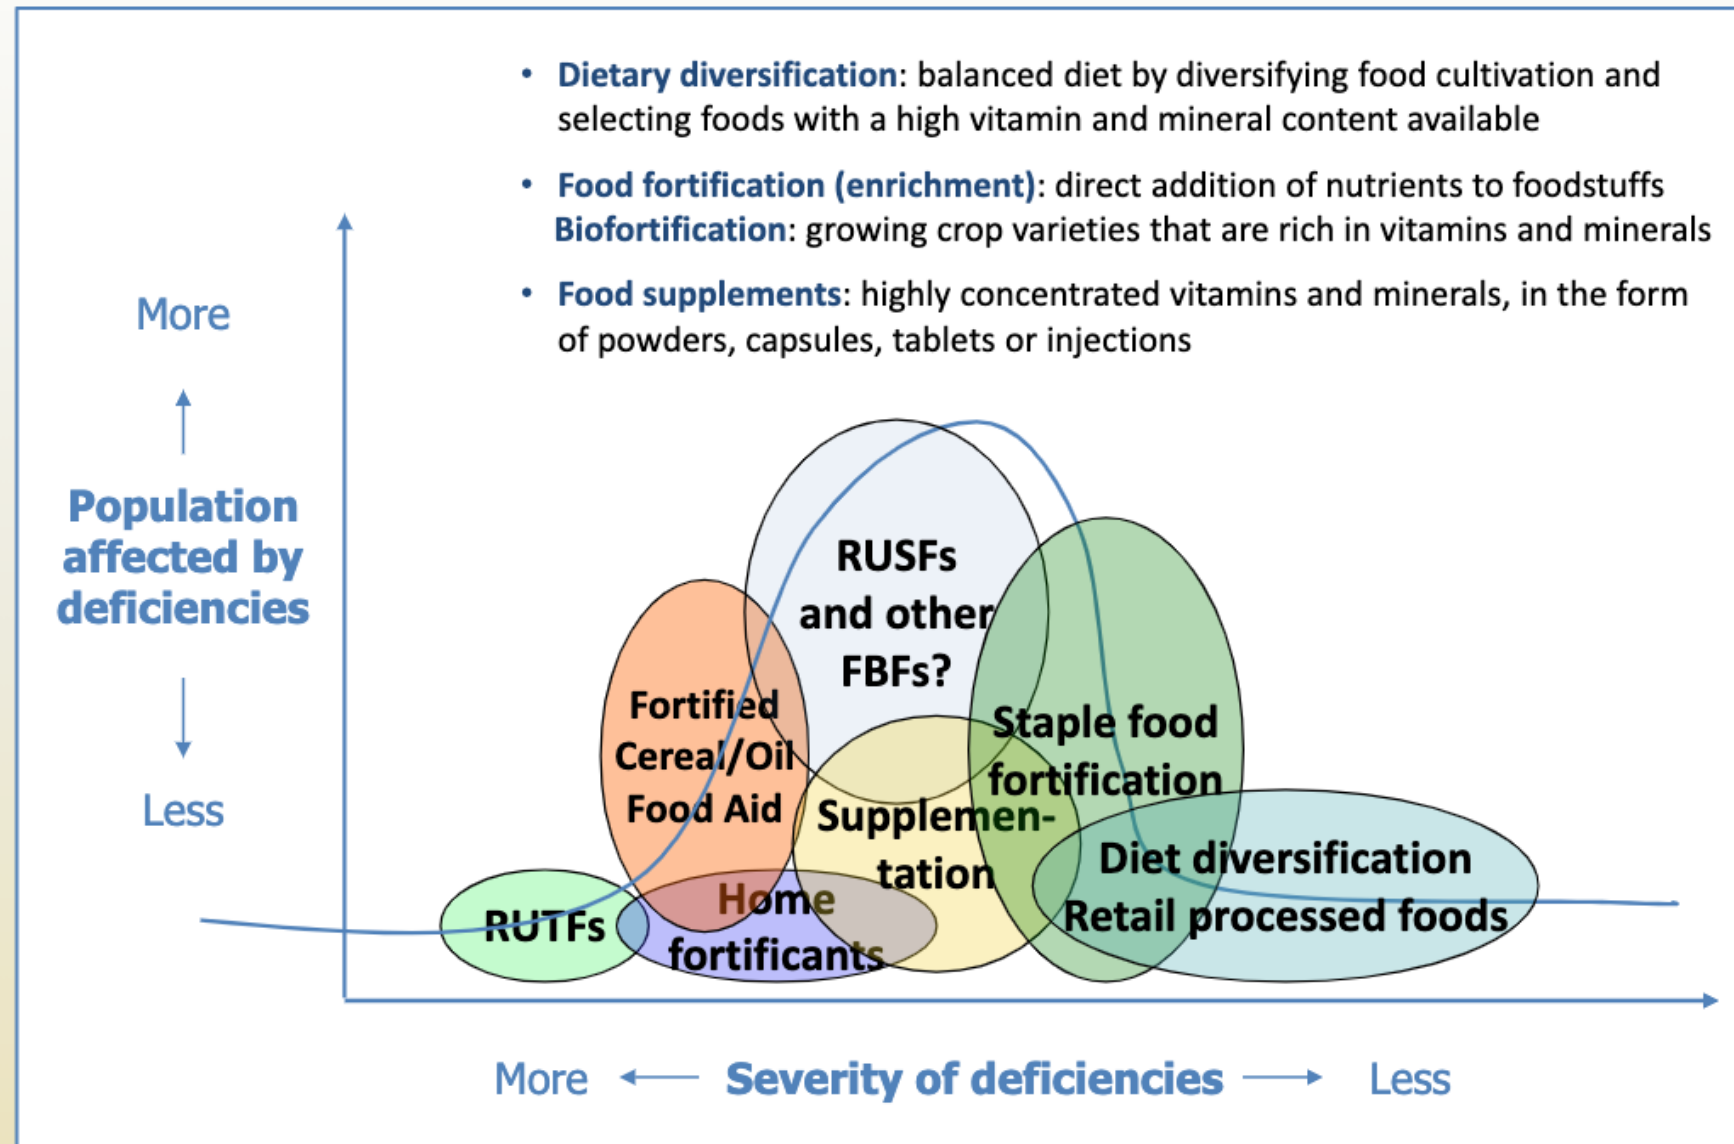 • Dietary diversification: balanced diet by diversifying food cultivation and
selecting foods with a high vitamin and mineral content available
• Food fortification (enrichment): direct addition of nutrients to foodstuffs
Biofortification: growing crop varieties that are rich in vitamins and minerals
• Food supplements: highly concentrated vitamins and minerals, in the form
of powders, capsules, tablets or injections
More
Population
affected by
deficiencies
Less
RUSFs
and other
FBFs?
Fortified
Cereal/Oil
Food Aid
Staple food
fortification
Supplemen-
tation
Diet diversification
Retail processed foods
RUTFs
Home
fortificants
More
Severity of deficiencies
Less